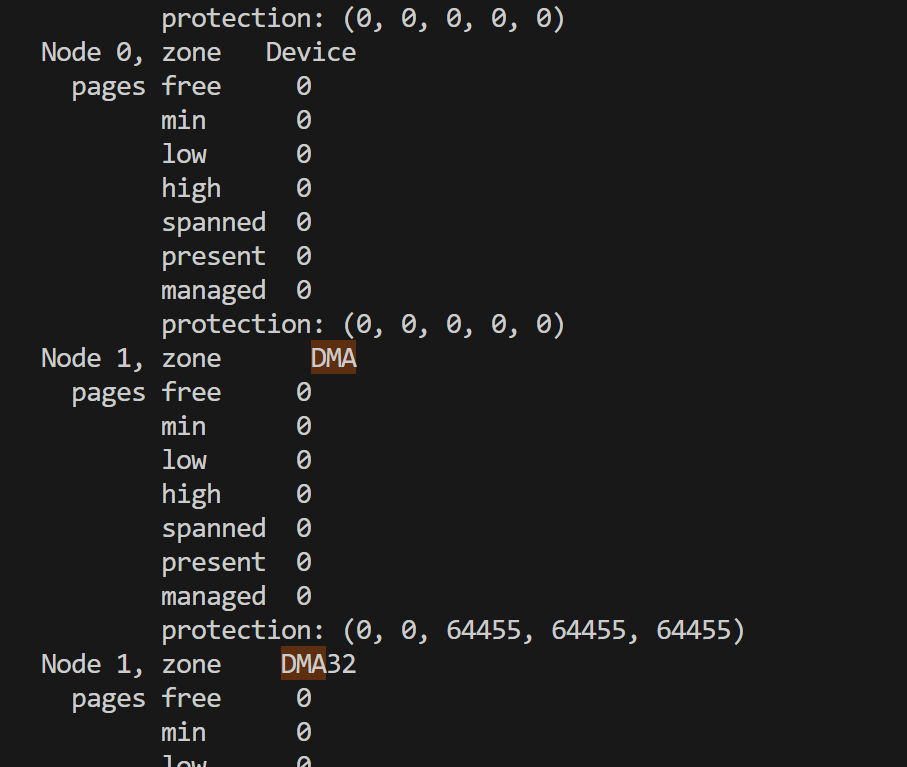 protection: (0, 0, 0, 0, 0)
Node 0, zone   Device
  pages free     0
        min      0
        low      0
        high     0
        spanned  0
        present  0
        managed  0
        protection: (0, 0, 0, 0, 0)
Node 1, zone      DMA
  pages free     0
        min      0
        low      0
        high     0
        spanned  0
        present  0
        managed  0
        protection: (0, 0, 64455, 64455, 64455)
Node 1, zone    DMA32
  pages free     0
        min      0
        low      0